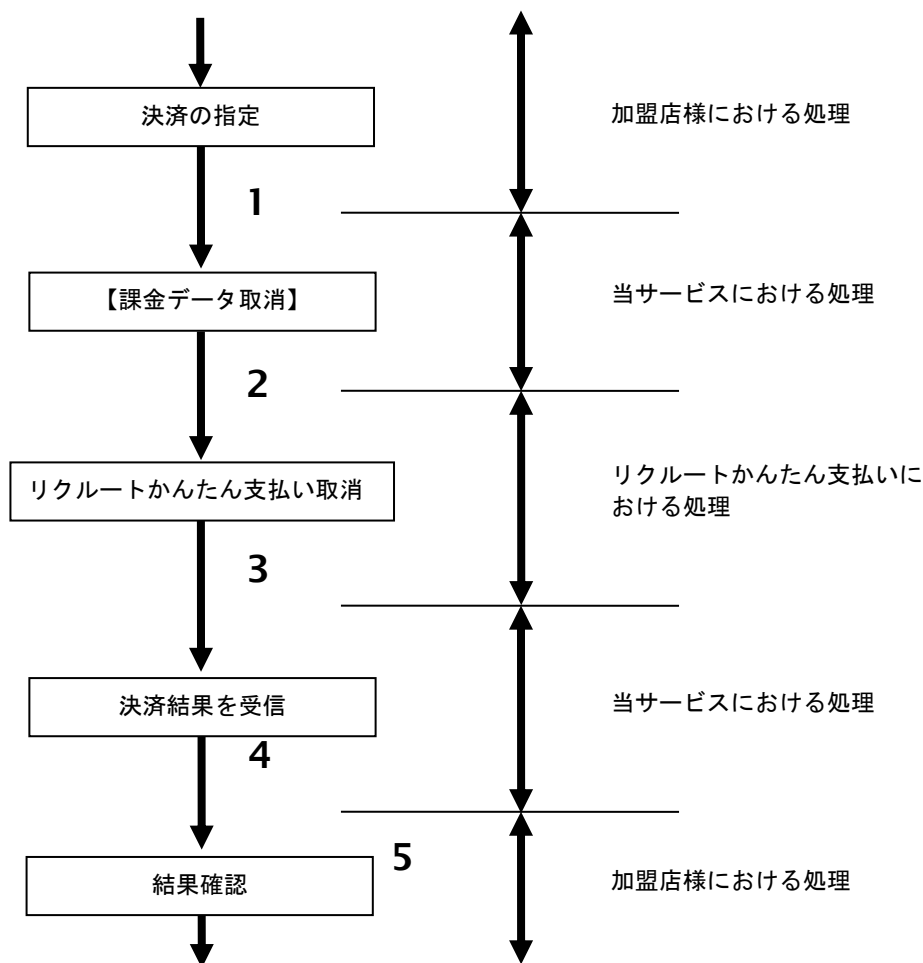 決済の指定
加盟店様における処理
1
【課金データ取消】
当サービスにおける処理
2
リクルートかんたん支払い取消
リクルートかんたん支払いに
おける処理
3
決済結果を受信
当サービスにおける処理
4
5
結果確認
加盟店様における処理